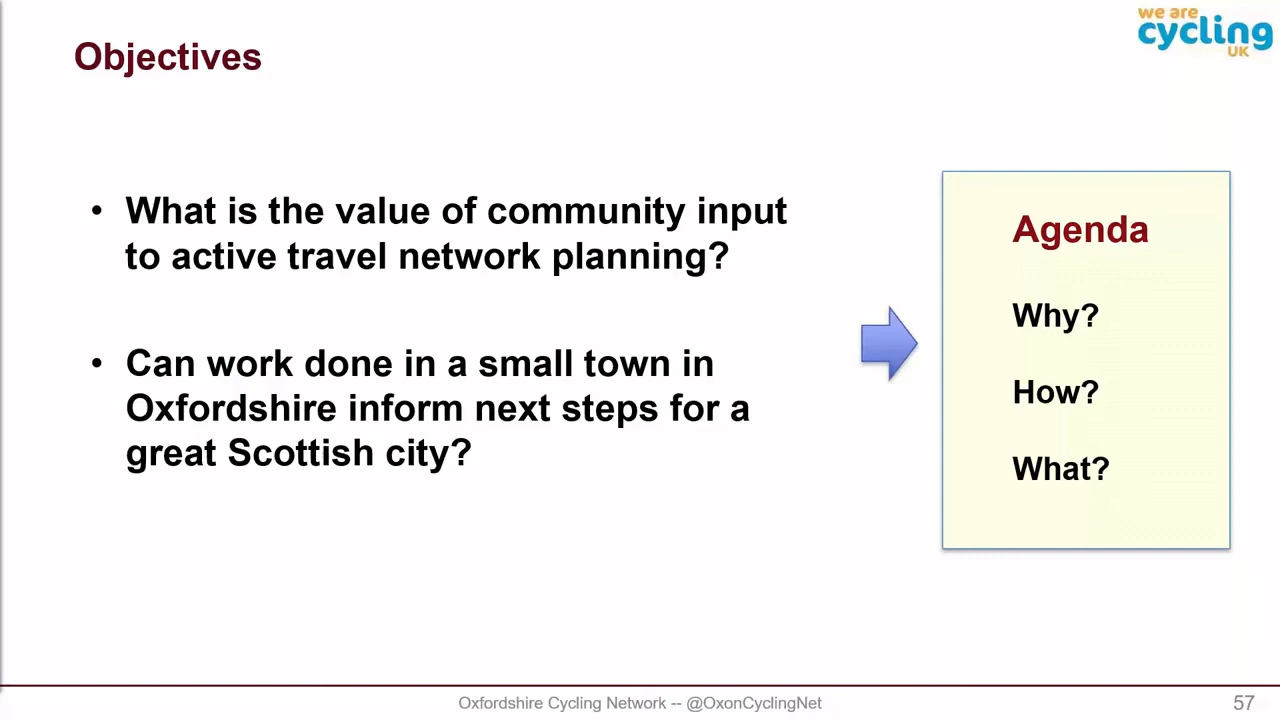 Objectives
we are
cycling
UK
• What is the value of community input
to active travel network planning?
• Can work done in a small town in
Oxfordshire inform next steps for a
great Scottish city?
Agenda
Why?
How?
What?
Oxfordshire Cycling Network -- @OxonCyclingNet
57